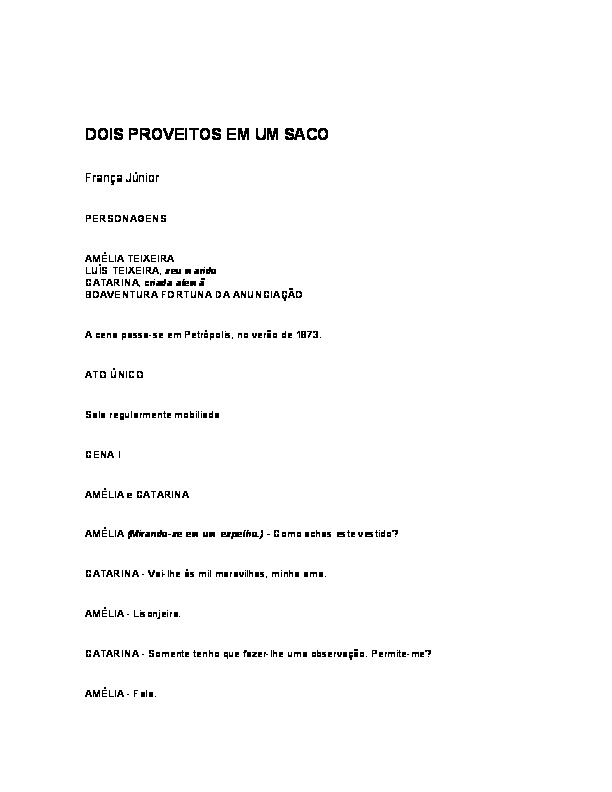 DOIS PROVEITOS EM UM SACO
França Júnior
PERSONAGENS
AMÉLIA TEIXEIRA
LUÍS TEIXEIRA, seu marido
CATARINA, criada alemã
BOAVENTURA FORTUNA DA ANUNCIAÇÃO
A cena passa-se em Petrópolis, no verão de 1873.
ATO ÚNICO
Sala regularmente mobiliada
CENA I
AMÉLIA e CATARINA
AMÉLIA (Mirando-se em um espelho.) - Como achas este vestido?
CATARINA - Vai-lhe às mil maravilhas, minha ama.
AMÉLIA - Lisonjeira.
CATARINA - Somente tenho que fazer-lhe uma observação. Permite-me?
AMÉLIA - Fala.